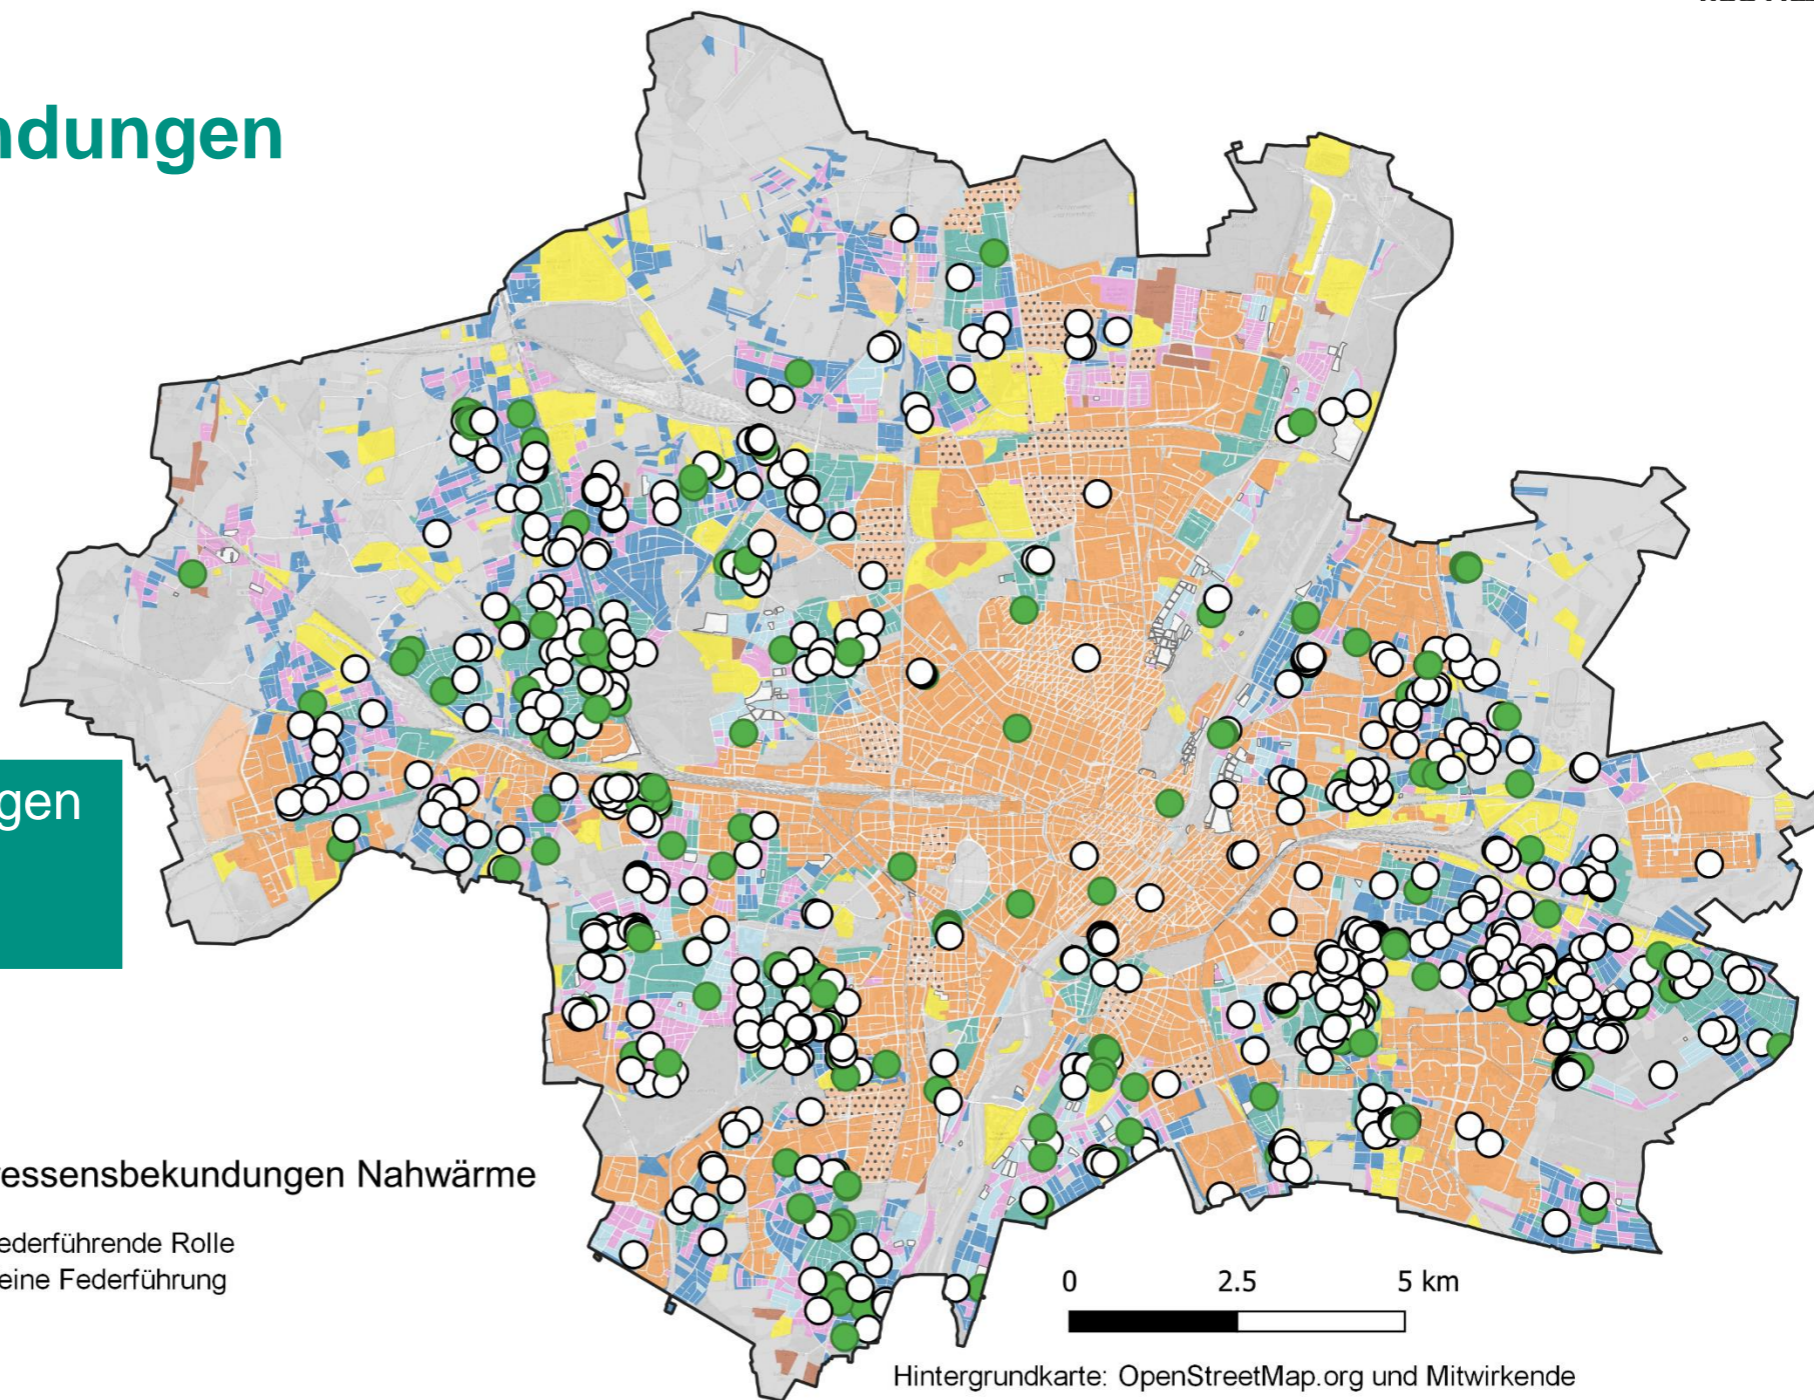 ndungen
gen
essensbekundungen Nahwärme
ederführende Rolle
eine Federführung
0 2.5 5 km
Hintergrundkarte: OpenStreetMap.org und Mitwirkende